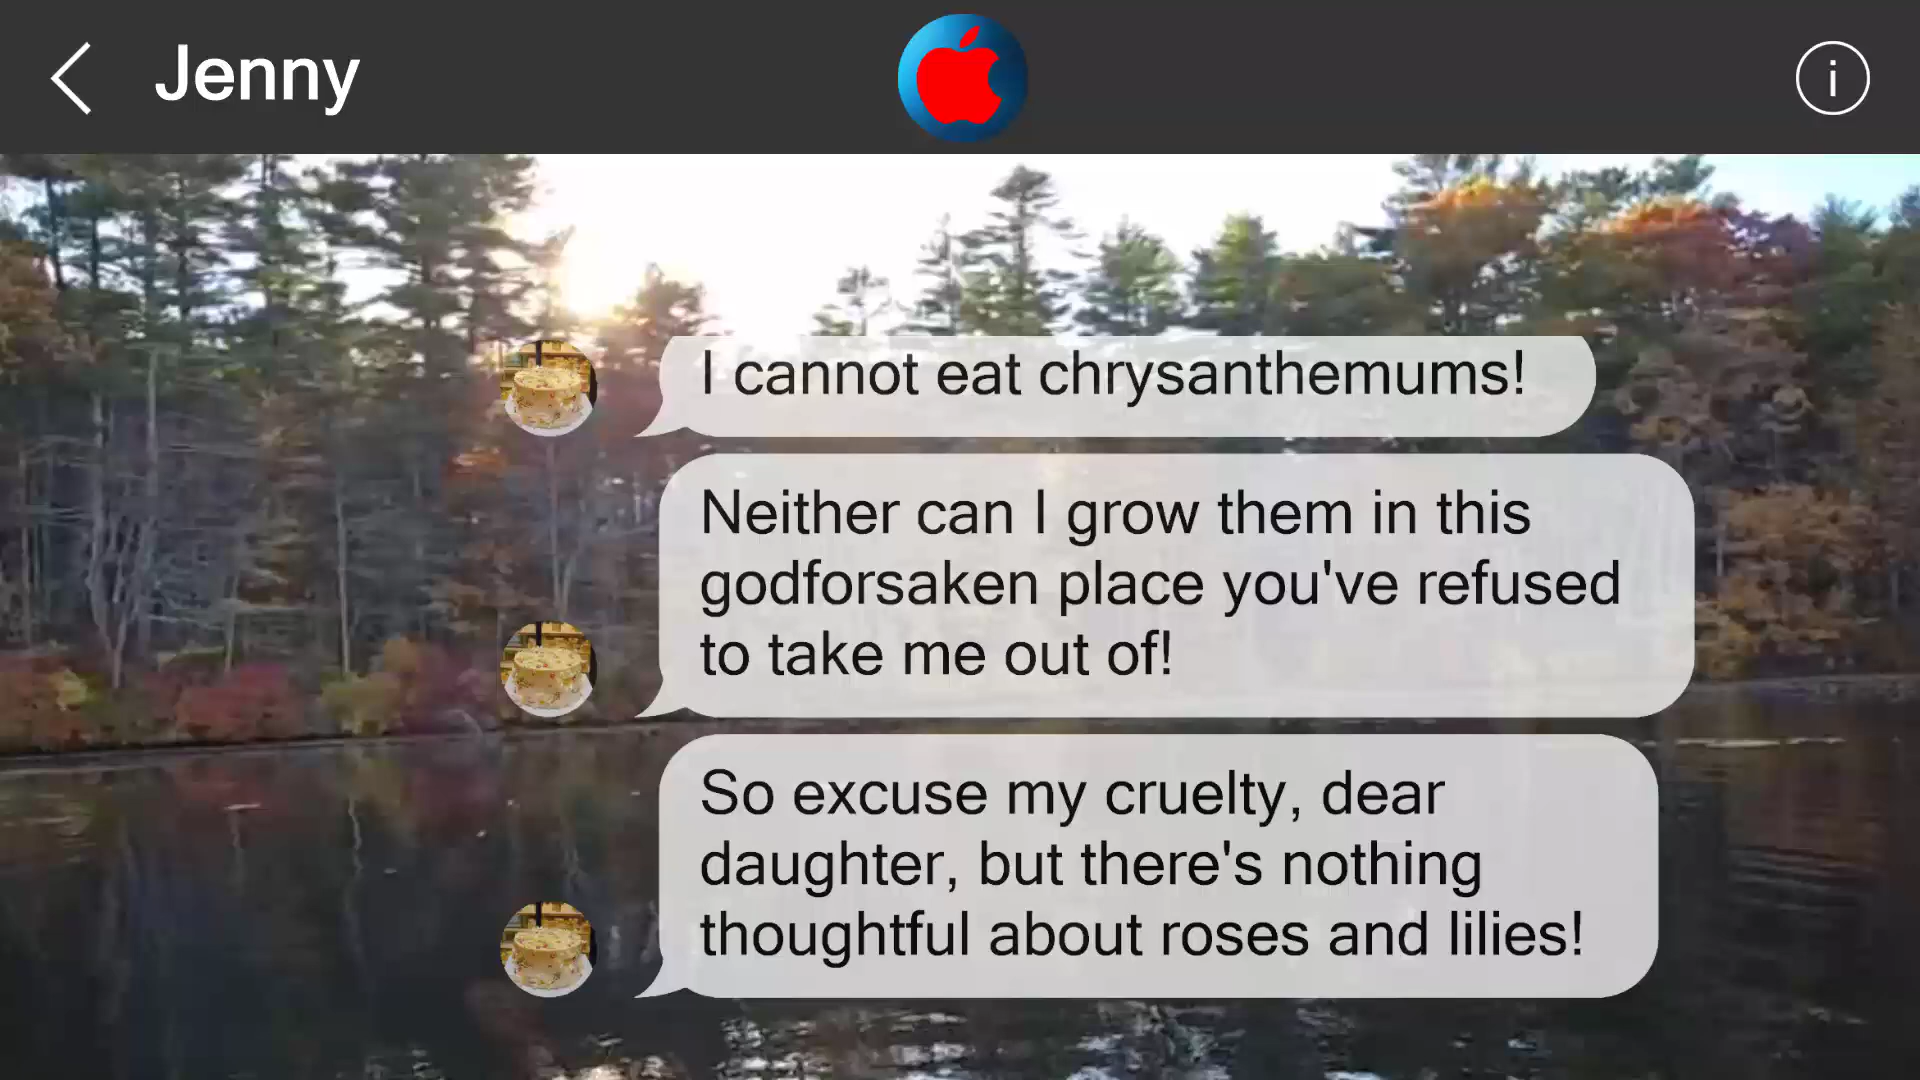 Jenny
i
I cannot eat chrysanthemums!
Neither can I grow them in this
godforsaken place you've refused
to take me out of!
So excuse my cruelty, dear
daughter, but there's nothing
thoughtful about roses and lilies!